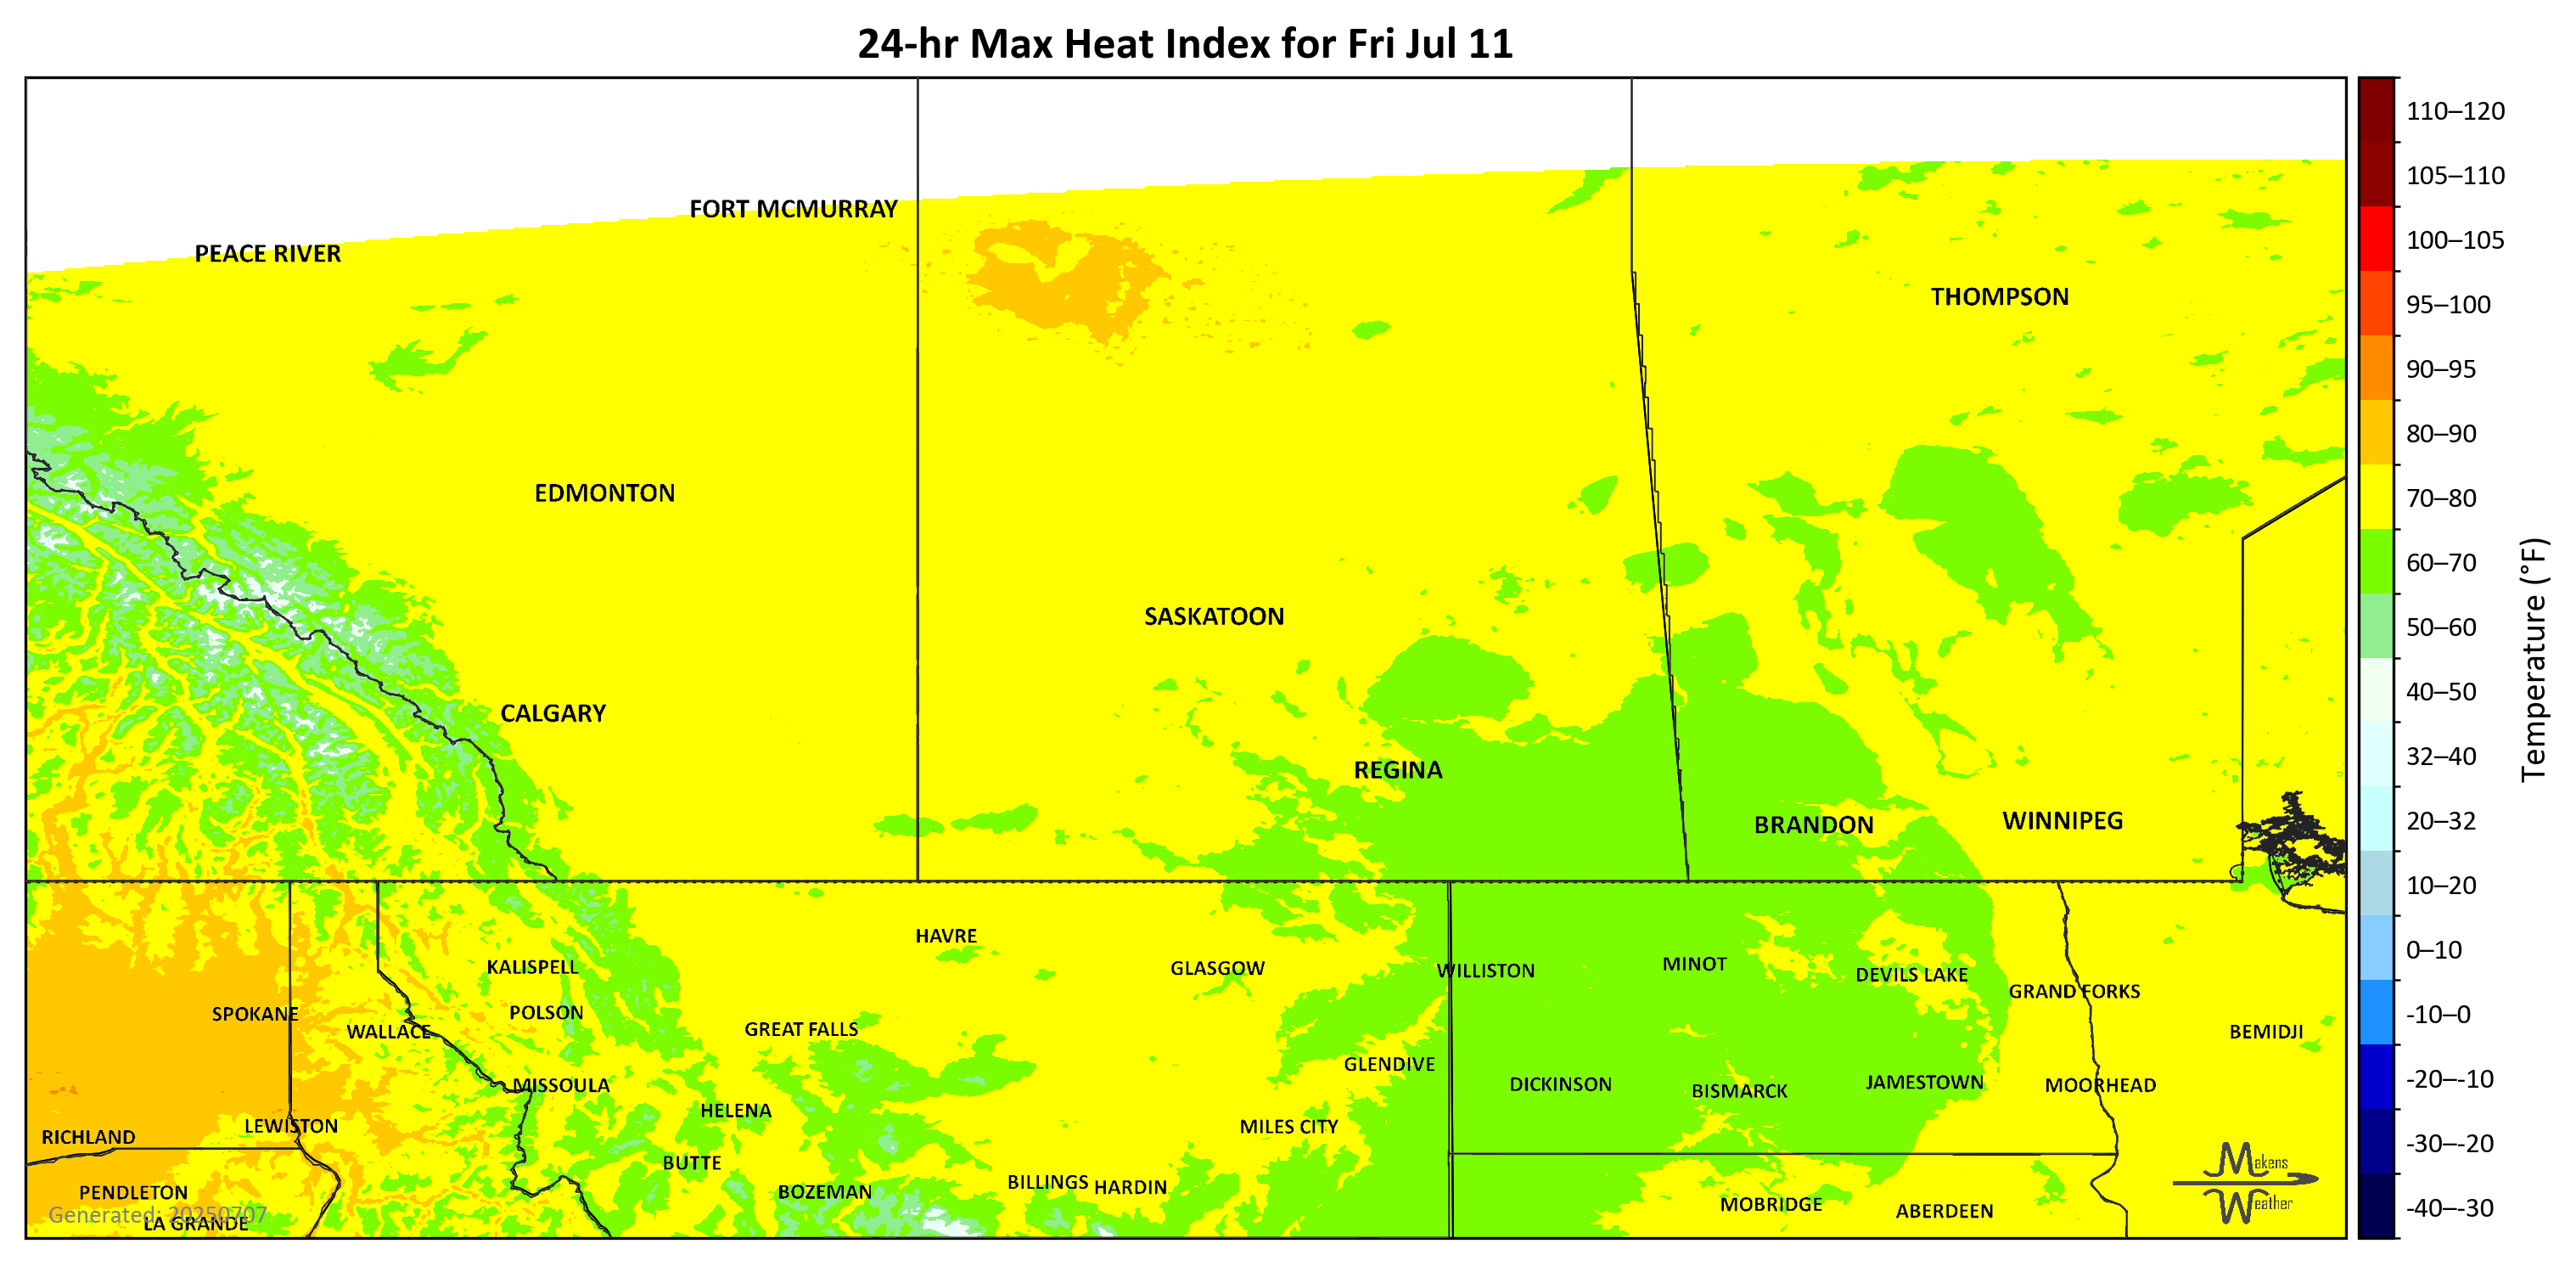 24-hr Max Heat Index for Fri Jul 11
FORT MCMURRAY
PEACE RIVER
THOMPSON
EDMONTON
SASKATOON
CALGARY
REGINA
BRANDON
WINNIPEG
HAVRE
KALISPELL
GLASGOW
WILLISTON
MINOT
DEVILS LAKE
GRAND FORKS
SPOKANE
POLSON
WALLACE
GREAT FALLS
BEMIDJI
GLENDIVE
MISSOULA
DICKINSON
BISMARCK
JAMESTOWN
MOORHEAD
HELENA
LEWISTON
MILES CITY
RICHLAND
BUTTE
BILLINGS
HARDIN
PENDLETON
BOZEMAN
MOBRIDGE
ABERDEEN
Generated: 20250707
LA GRANDE
Makens
Weather
110–120
105–110
100–105
95–100
90–95
80–90
70–80
60–70
50–60
40–50
32–40
20–32
10–20
0–10
-10–0
-20–-10
-30–-20
-40–-30
Temperature (°F)